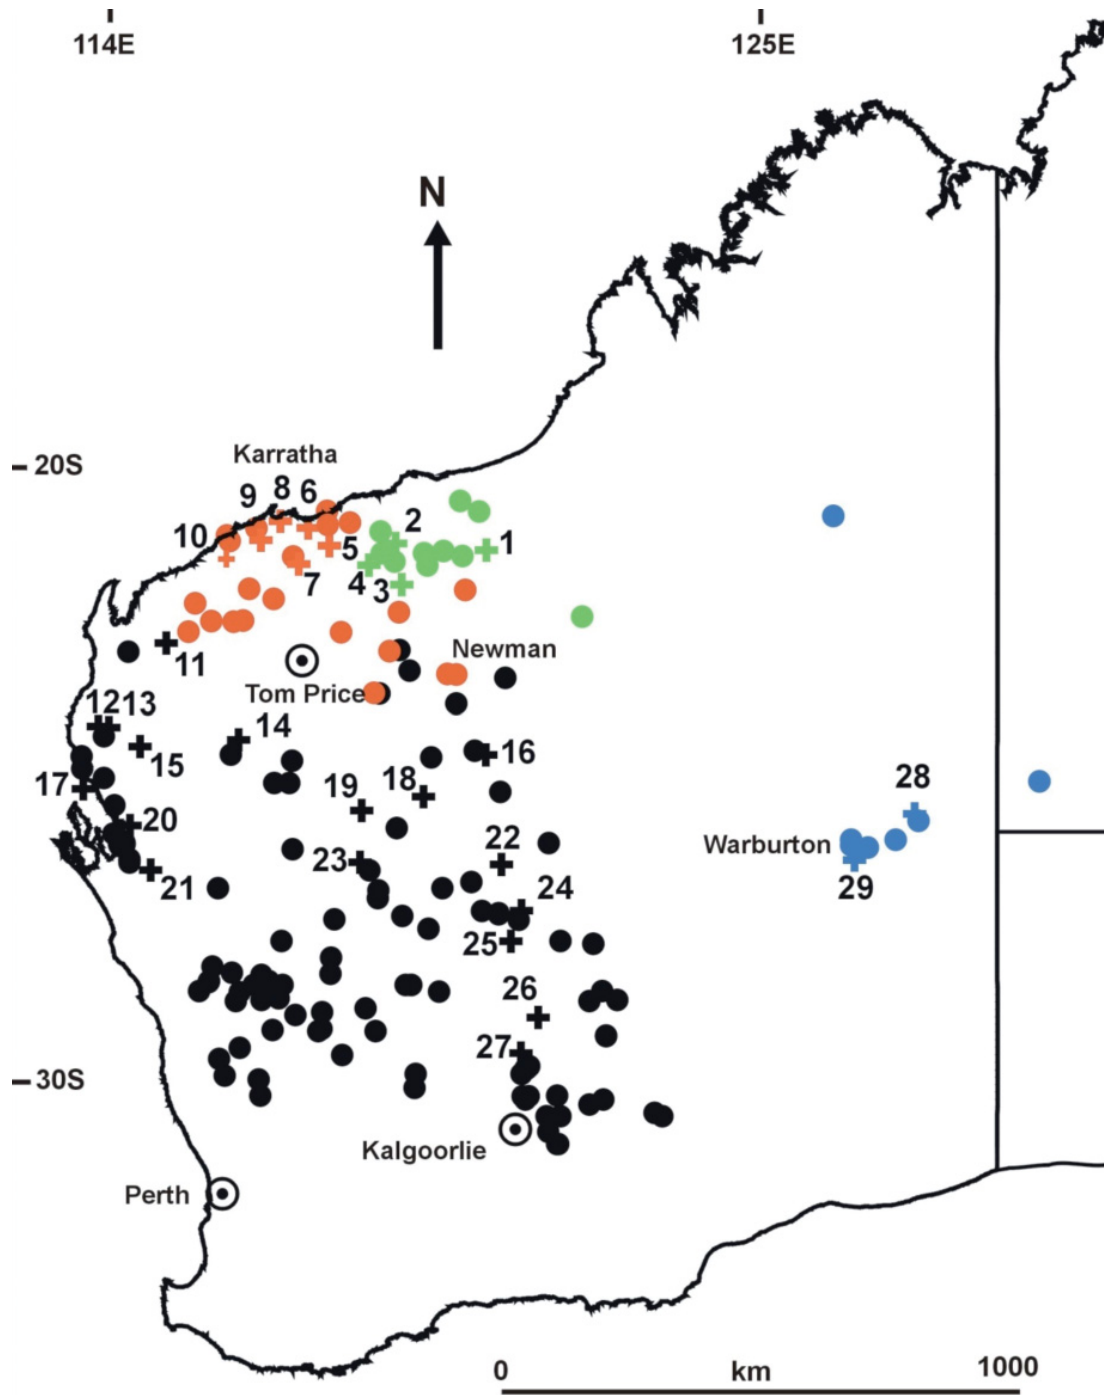 114E 125E
N
20S
Karratha
9 8 6
10 2
5 1
4 3
7
Newman
11
Tom Price
12 13
14
15 16
17 19 18 28
20
22 Warburton
23
21 24 29
25
26
27
30S
Kalgoorlie
Perth
0 km 1000